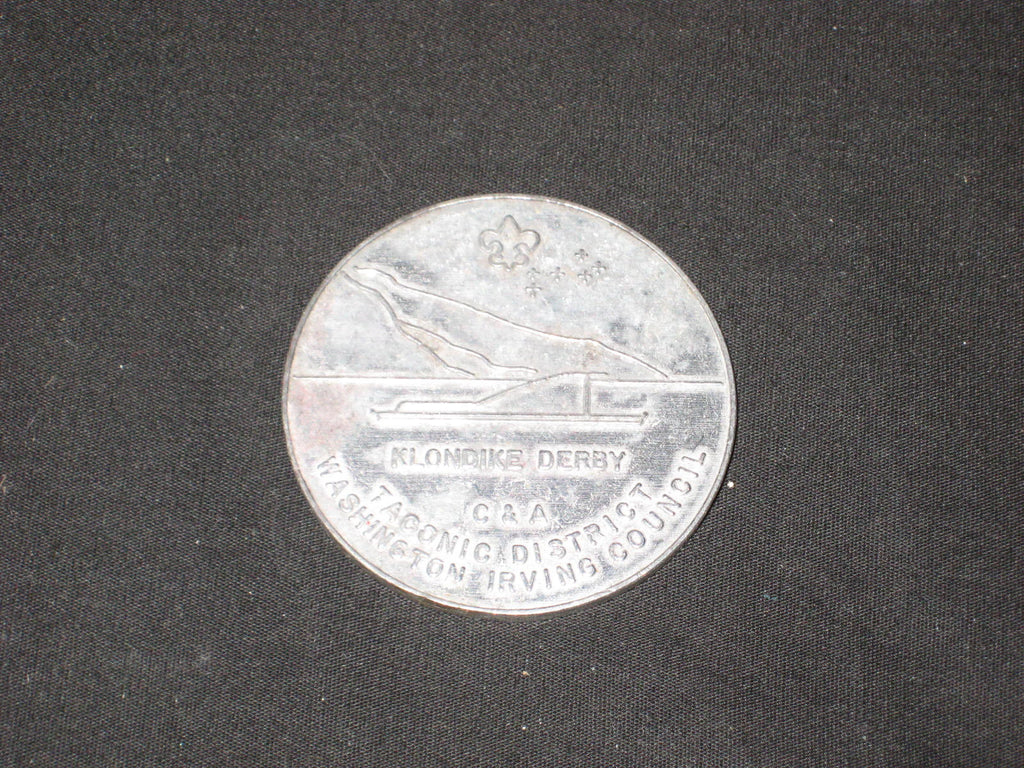 KLONDIKE DERBY
C & A
TACONIC DISTRICT
WASHINGTON IRVING COUNCIL